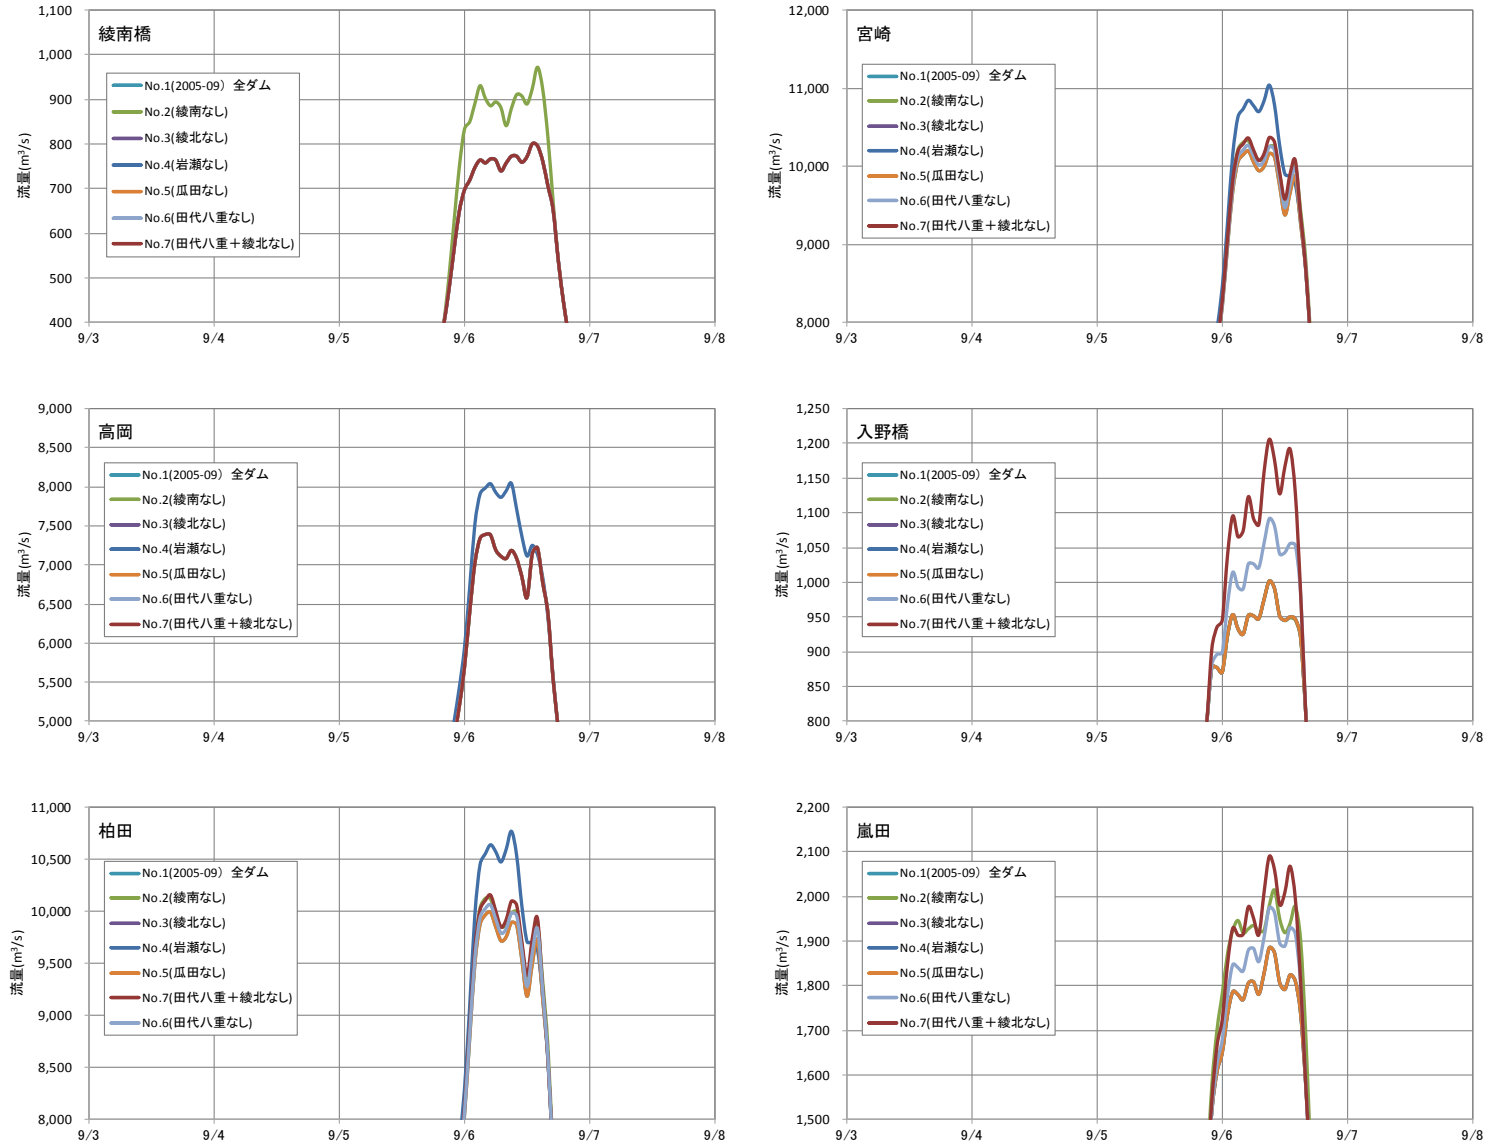 綾南橋
流量(m³/s)
1,100
1,000
900
800
700
600
500
400
No.1(2005-09) 全ダム
No.2(綾南なし)
No.3(綾北なし)
No.4(岩瀬なし)
No.5(瓜田なし)
No.6(田代八重なし)
No.7(田代八重＋綾北なし)
9/3 9/4 9/5 9/6 9/7 9/8
宮崎
流量(m³/s)
12,000
11,000
10,000
9,000
8,000
No.1(2005-09) 全ダム
No.2(綾南なし)
No.3(綾北なし)
No.4(岩瀬なし)
No.5(瓜田なし)
No.6(田代八重なし)
No.7(田代八重＋綾北なし)
9/3 9/4 9/5 9/6 9/7 9/8
高岡
流量(m³/s)
9,000
8,500
8,000
7,500
7,000
6,500
6,000
5,500
5,000
No.1(2005-09) 全ダム
No.2(綾南なし)
No.3(綾北なし)
No.4(岩瀬なし)
No.5(瓜田なし)
No.6(田代八重なし)
No.7(田代八重＋綾北なし)
9/3 9/4 9/5 9/6 9/7 9/8
入野橋
流量(m³/s)
1,250
1,200
1,150
1,100
1,050
1,000
950
900
850
800
No.1(2005-09) 全ダム
No.2(綾南なし)
No.3(綾北なし)
No.4(岩瀬なし)
No.5(瓜田なし)
No.6(田代八重なし)
No.7(田代八重＋綾北なし)
9/3 9/4 9/5 9/6 9/7 9/8
柏田
流量(m³/s)
11,000
10,500
10,000
9,500
9,000
8,500
8,000
No.1(2005-09) 全ダム
No.2(綾南なし)
No.3(綾北なし)
No.4(岩瀬なし)
No.5(瓜田なし)
No.7(田代八重＋綾北なし)
No.6(田代八重なし)
9/3 9/4 9/5 9/6 9/7 9/8
嵐田
流量(m³/s)
2,200
2,100
2,000
1,900
1,800
1,700
1,600
1,500
No.1(2005-09) 全ダム
No.2(綾南なし)
No.3(綾北なし)
No.4(岩瀬なし)
No.5(瓜田なし)
No.6(田代八重なし)
No.7(田代八重＋綾北なし)
9/3 9/4 9/5 9/6 9/7 9/8